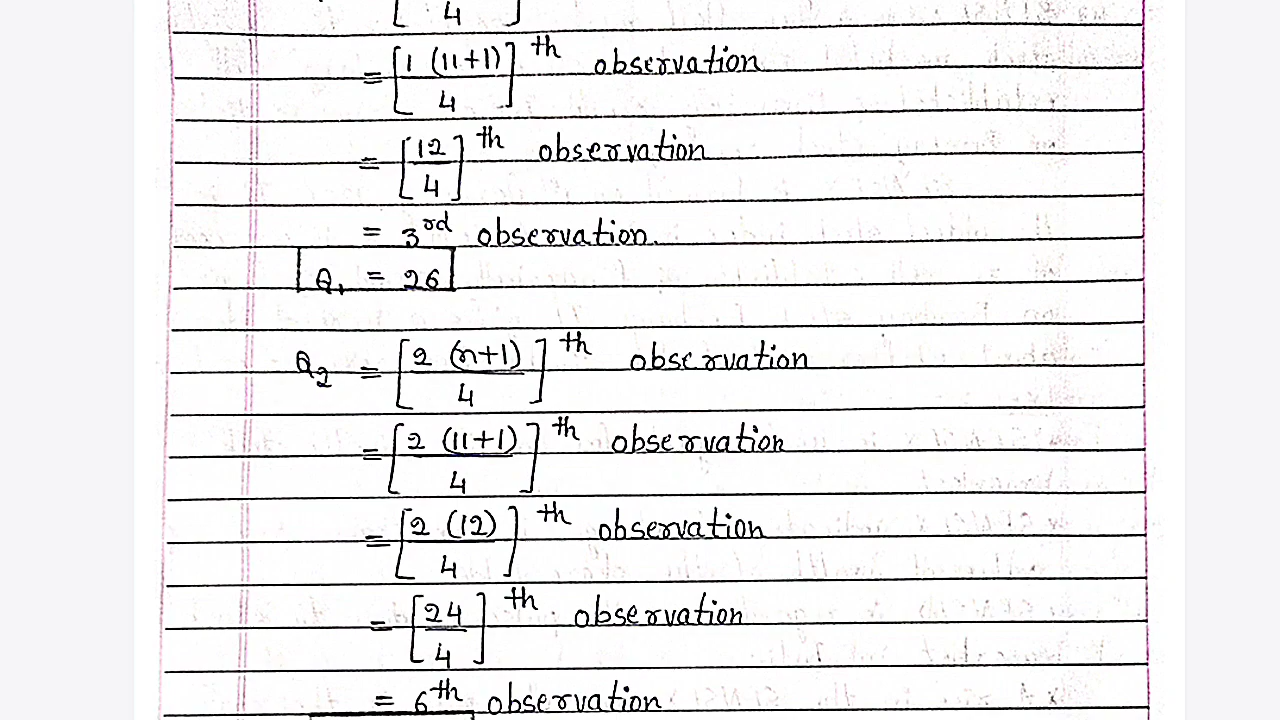 4
= [1 (11+1) / 4]th observation
= [12 / 4]th observation
= 3rd observation.
Q1 = 26
Q2 = [2 (n+1) / 4]th observation
= [2 (11+1) / 4]th observation
= [2 (12) / 4]th observation
= [24 / 4]th observation
= 6th observation